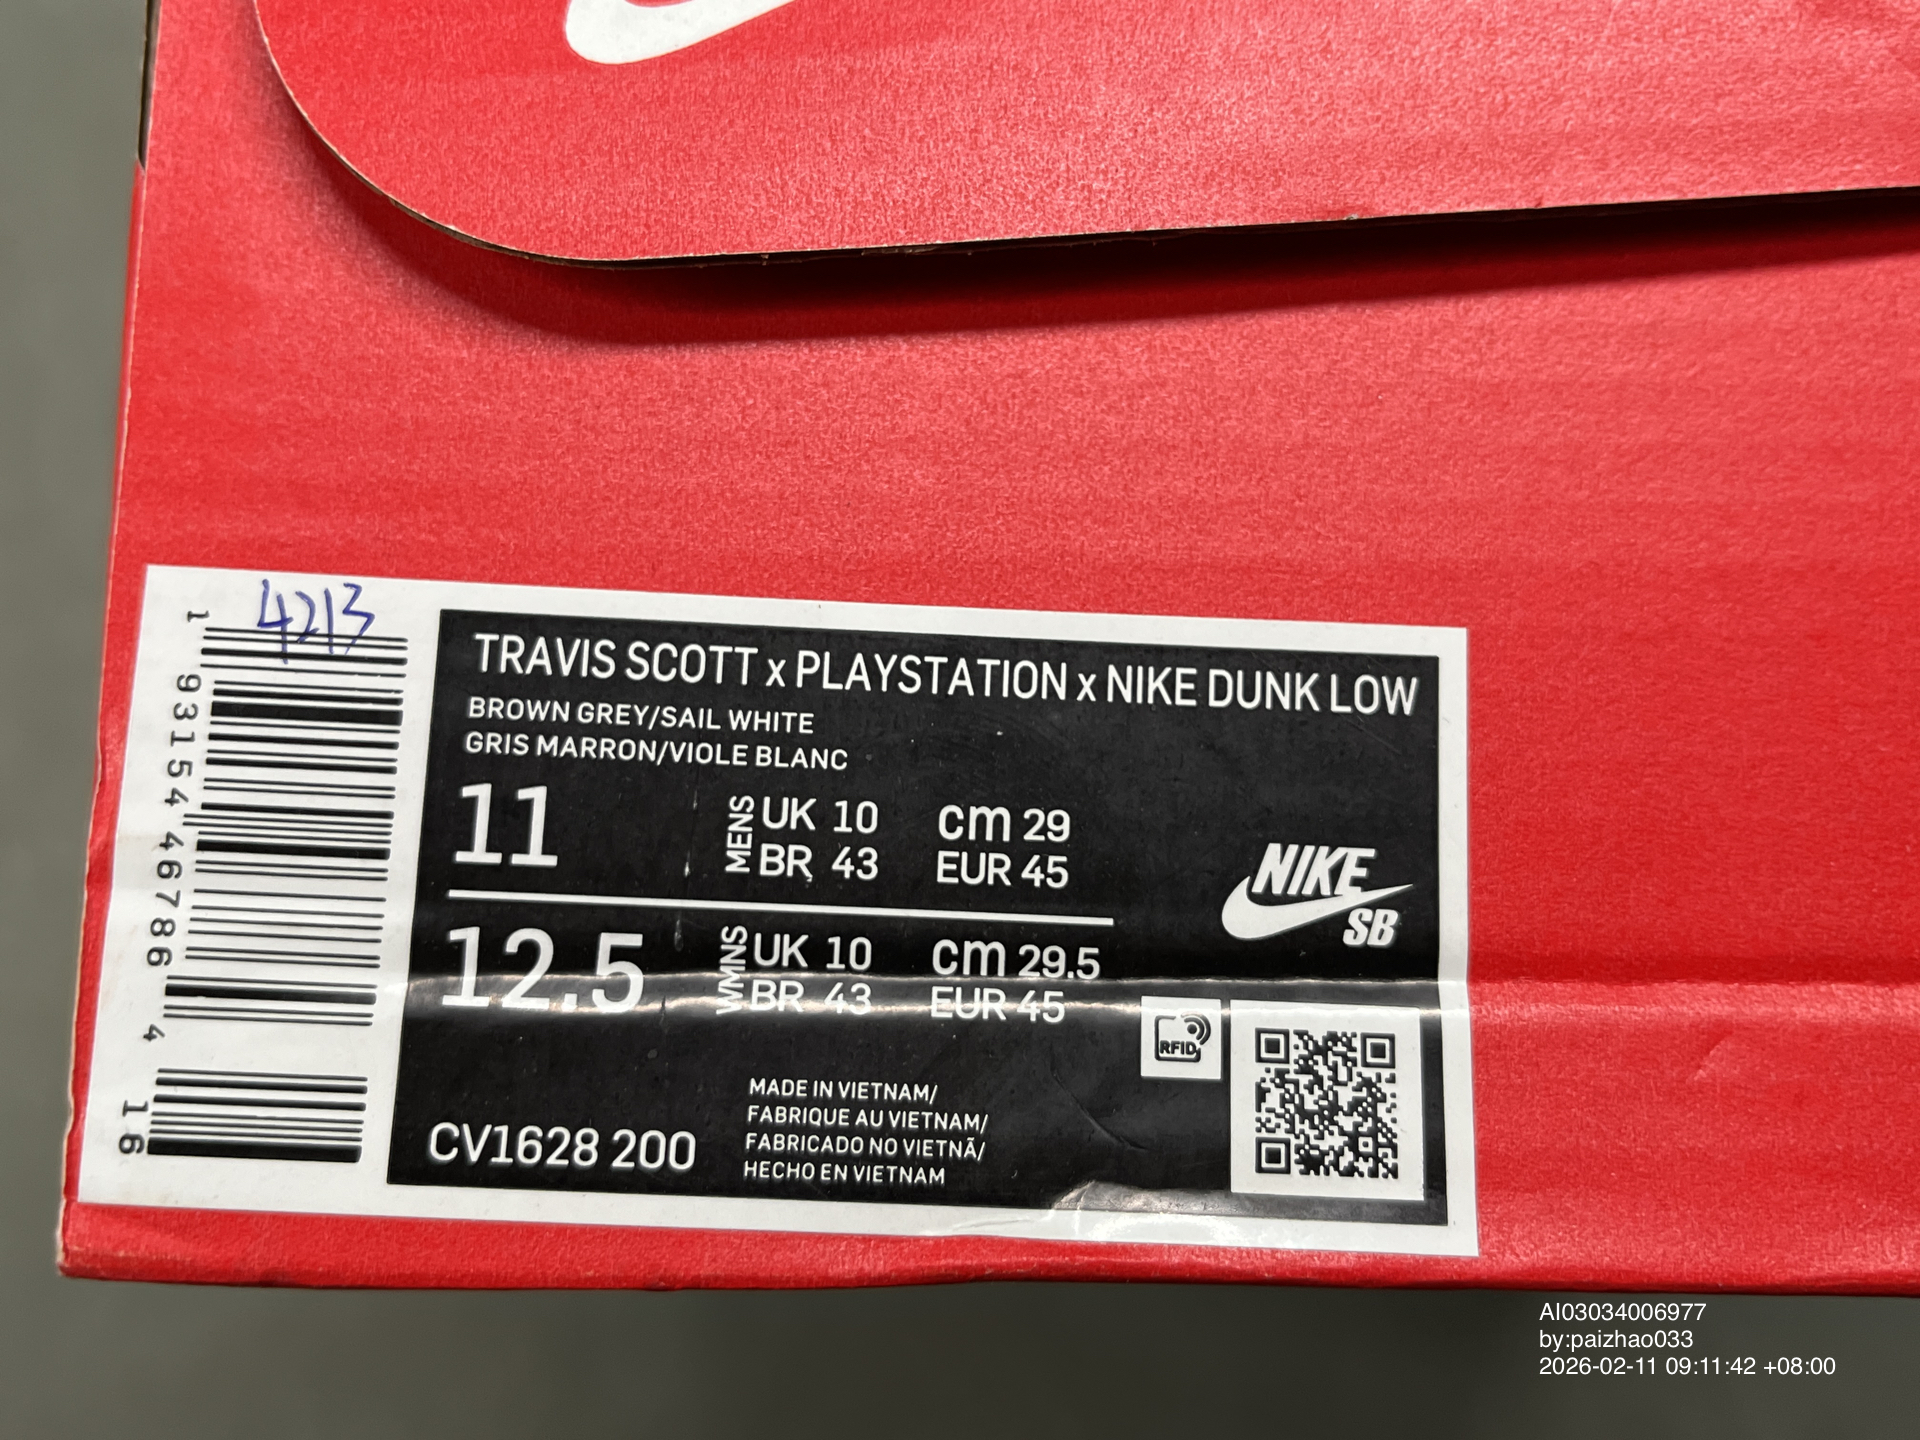 4213
1 93154 46786 4
16
TRAVIS SCOTT x PLAYSTATION x NIKE DUNK LOW
BROWN GREY/SAIL WHITE
GRIS MARRON/VIOLE BLANC
11 MENS UK 10 cm 29
BR 43 EUR 45
12.5 WMNS UK 10 cm 29.5
BR 43 EUR 45
NIKE
SB
RFID
CV1628 200
MADE IN VIETNAM/
FABRIQUE AU VIETNAM/
FABRICADO NO VIETNÃ/
HECHO EN VIETNAM
AI03034006977
by:paizhao033
2026-02-11 09:11:42 +08:00